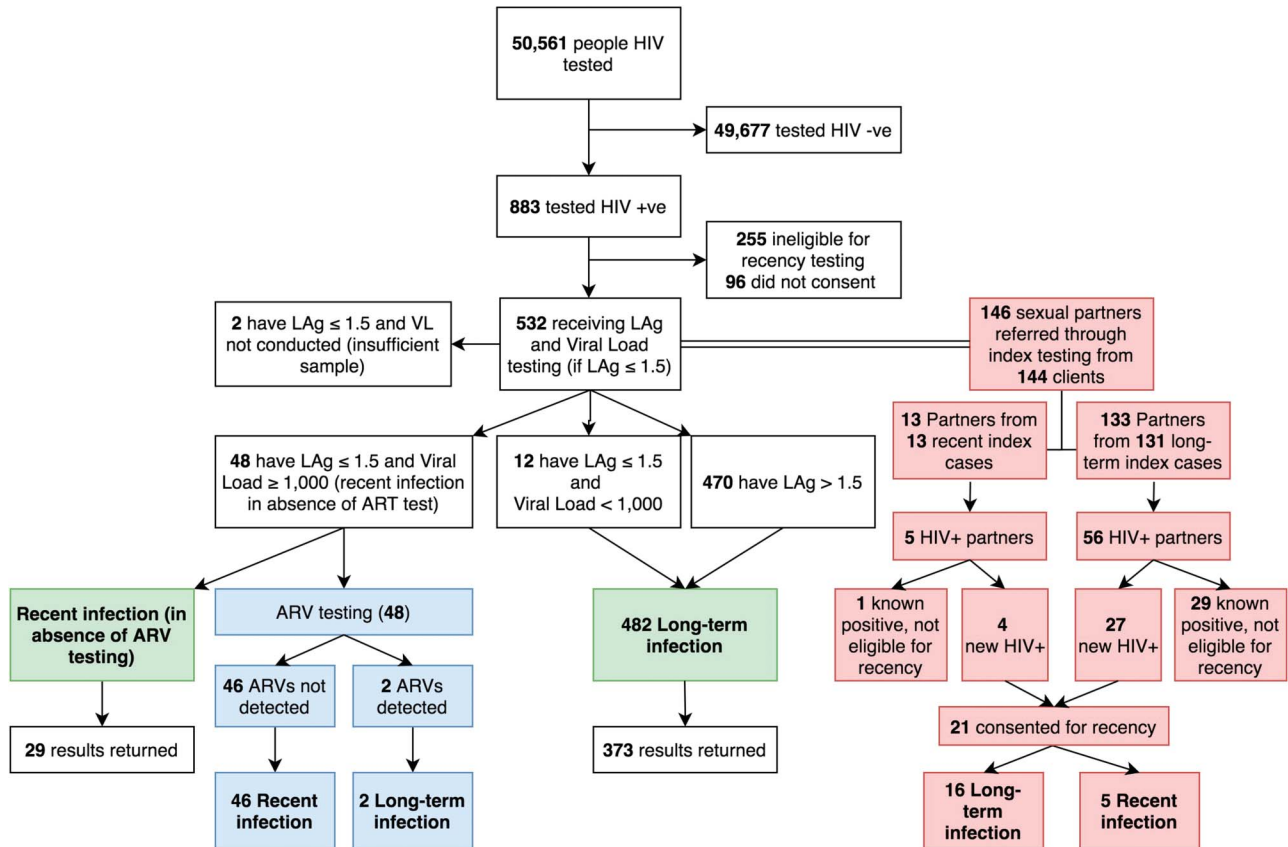 50,561 people HIV
tested
49,677 tested HIV -ve
883 tested HIV +ve
255 ineligible for
recency testing
96 did not consent
2 have LAg ≤ 1.5 and VL
not conducted (insufficient
sample)
532 receiving LAg
and Viral Load
testing (if LAg ≤ 1.5)
146 sexual partners
referred through
index testing from
144 clients
13 Partners from
13 recent index
cases
133 Partners
from 131 long-
term index cases
48 have LAg ≤ 1.5 and Viral
Load ≥ 1,000 (recent infection
in absence of ART test)
12 have LAg ≤ 1.5
and
Viral Load < 1,000
470 have LAg > 1.5
5 HIV+ partners
56 HIV+ partners
Recent infection (in
absence of ARV
testing)
ARV testing (48)
482 Long-term
infection
1 known
positive, not
eligible for
recency
4
new HIV+
27
new HIV+
29 known
positive, not
eligible for
recency
46 ARVs not
detected
2 ARVs
detected
29 results returned
373 results returned
21 consented for recency
46 Recent
infection
2 Long-term
infection
16 Long-
term
infection
5 Recent
infection